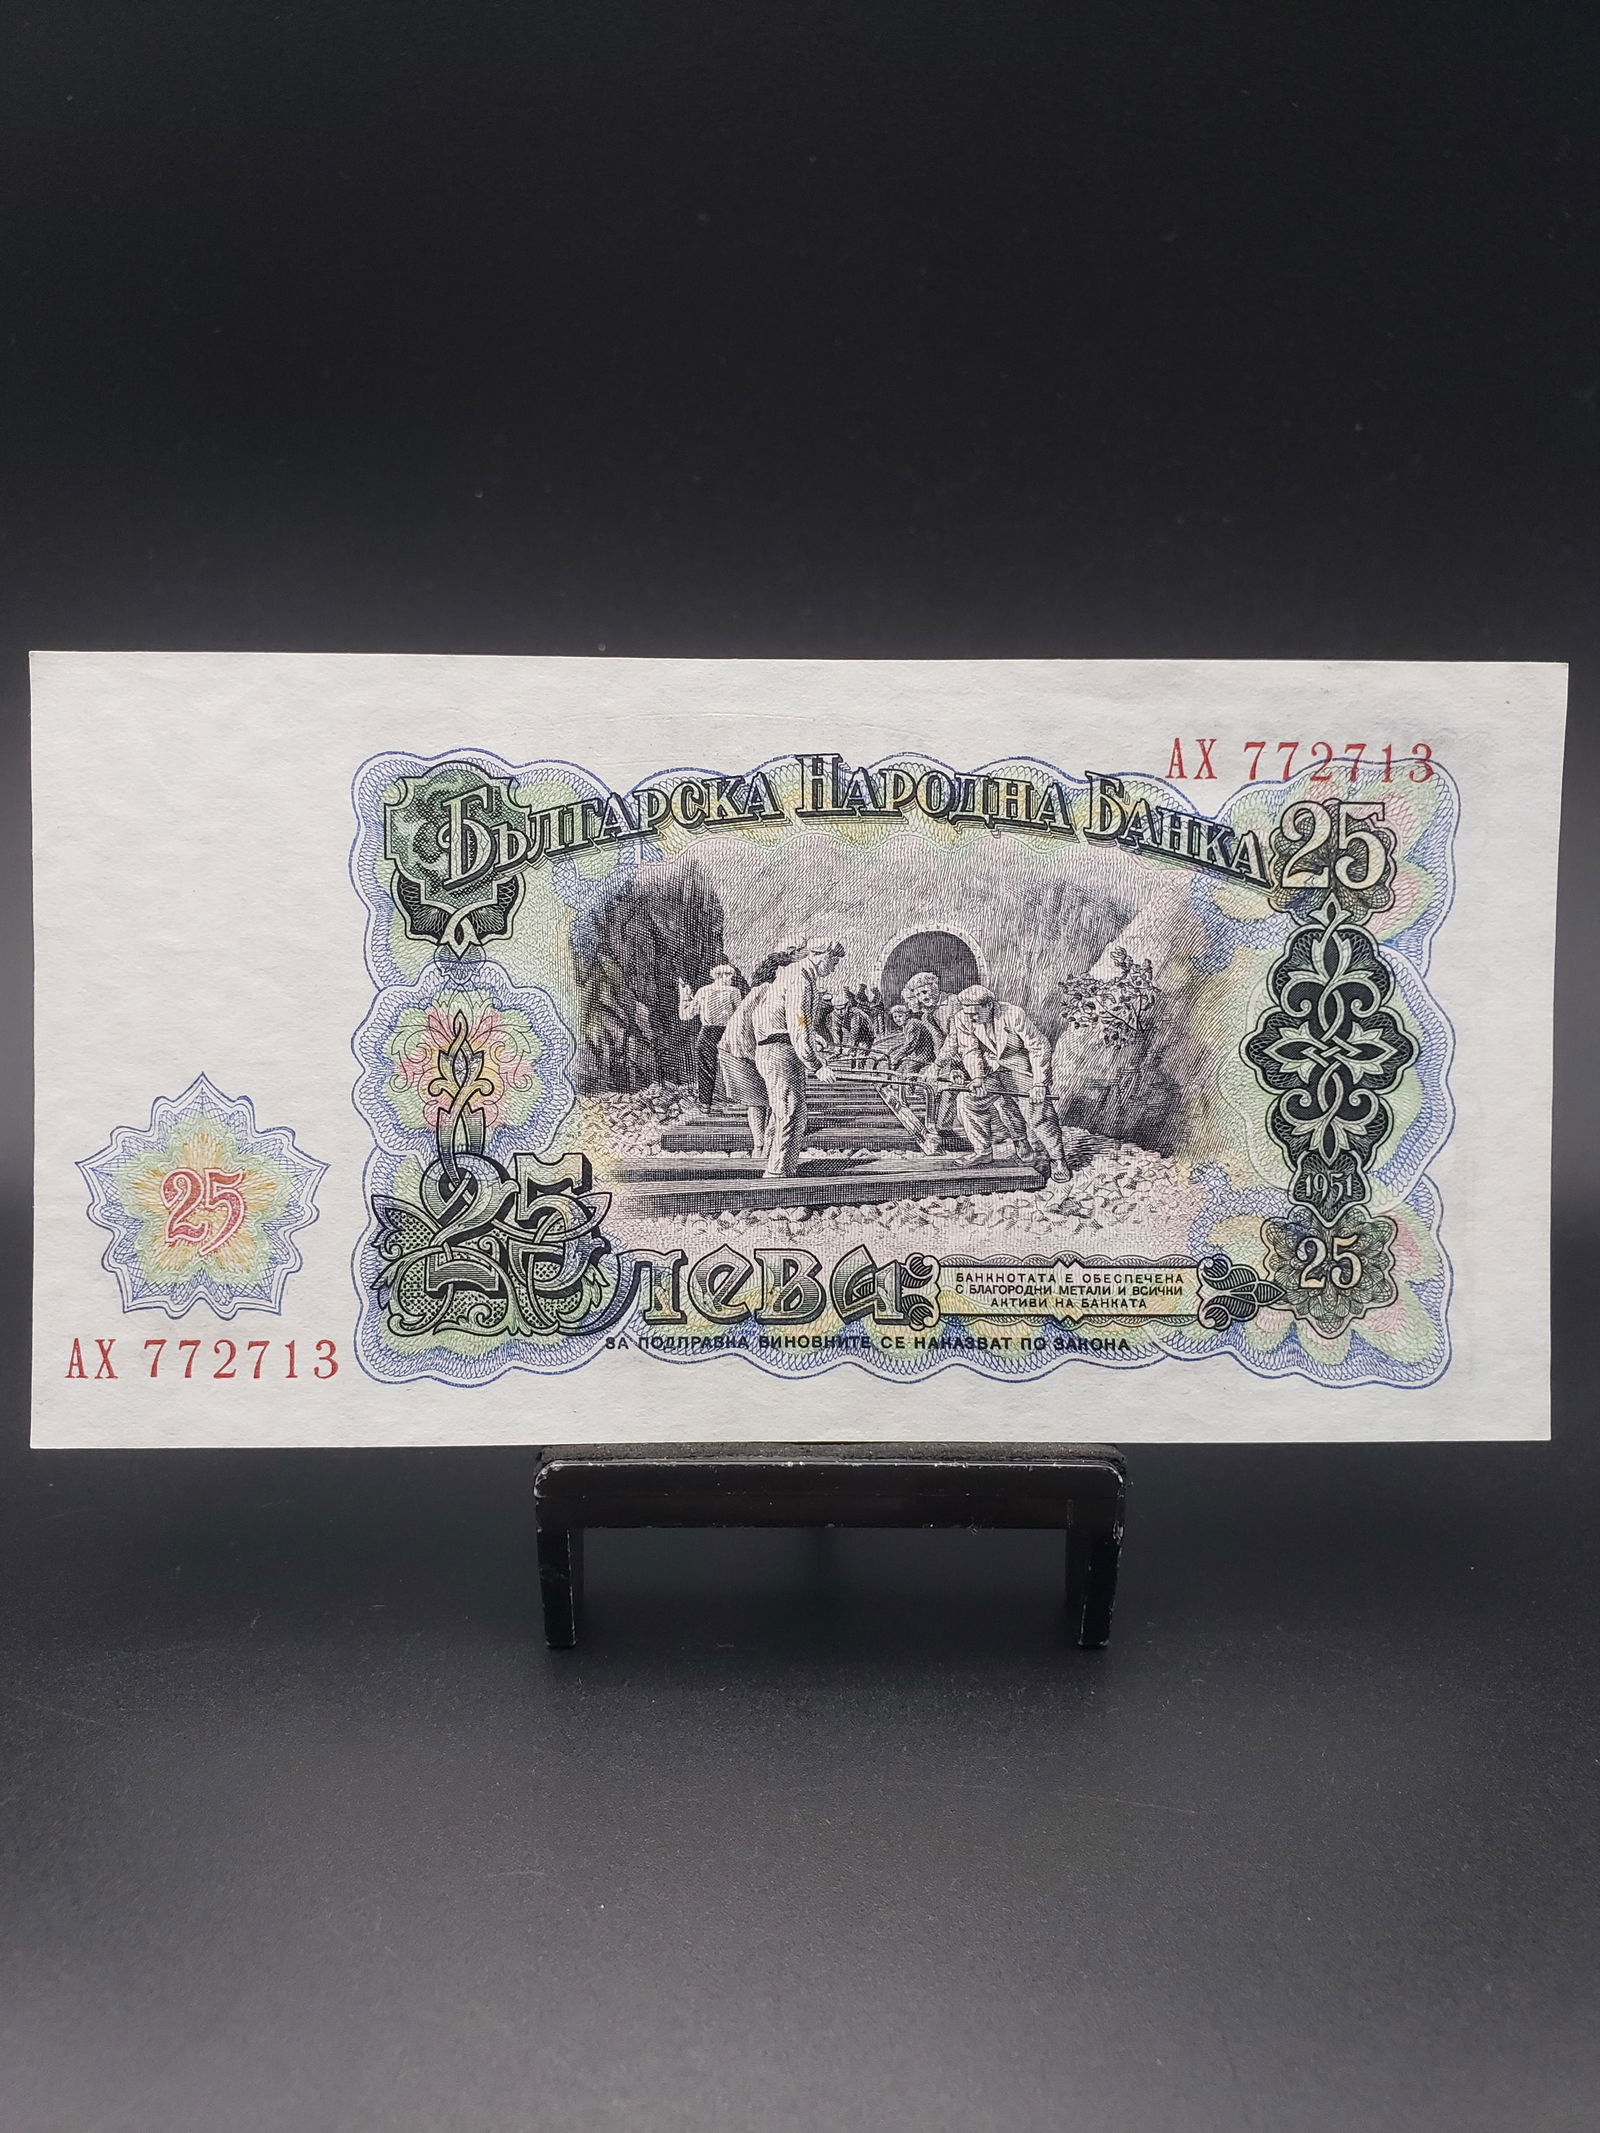 АХ 772713
Българска Народна Банка
25
1951
25
25
25 лева
БАНКНОТАТА Е ОБЕСПЕЧЕНА
С БЛАГОРОДНИ МЕТАЛИ И ВСИЧКИ
АКТИВИ НА БАНКАТА
ЗА ПОДПРАВКА ВИНОВНИТЕ СЕ НАКАЗВАТ ПО ЗАКОНА
АХ 772713